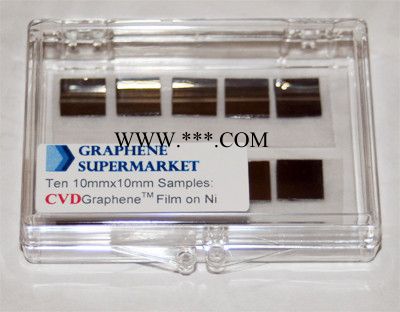 WWW.***.COM
GRAPHENE
SUPERMARKET
Ten 10mmx10mm Samples:
CVDGraphene™ Film on Ni